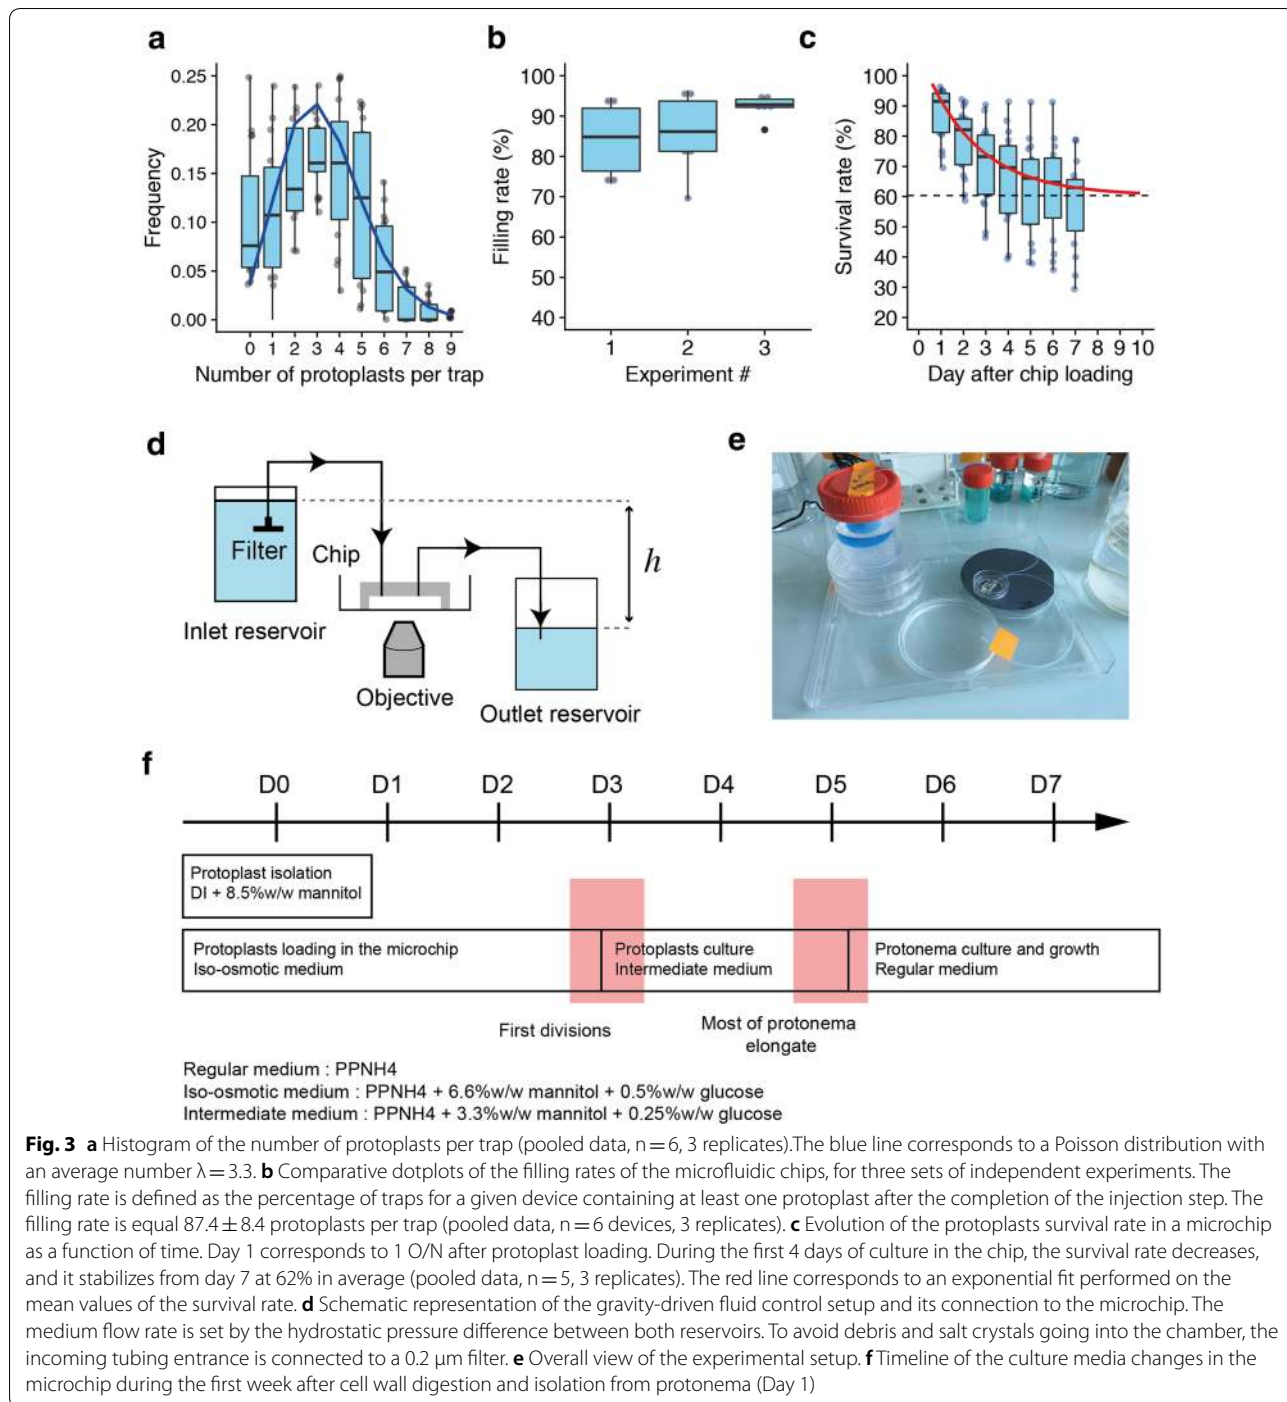 a
0.25
0.20
0.15
0.10
0.05
0.00
Frequency
0 1 2 3 4 5 6 7 8 9
Number of protoplasts per trap
b
100
90
80
70
60
50
40
Filling rate (%)
1 2 3
Experiment #
c
100
90
80
70
60
50
40
30
20
Survival rate (%)
0 1 2 3 4 5 6 7 8 9 10
Day after chip loading
d
Filter
Chip
h
Inlet reservoir
Objective
Outlet reservoir
e
f
D0 D1 D2 D3 D4 D5 D6 D7
Protoplast isolation
DI + 8.5%w/w mannitol
Protoplasts loading in the microchip
Iso-osmotic medium
Protoplasts culture
Intermediate medium
Protonema culture and growth
Regular medium
First divisions
Most of protonema
elongate
Regular medium : PPNH4
Iso-osmotic medium : PPNH4 + 6.6%w/w mannitol + 0.5%w/w glucose
Intermediate medium : PPNH4 + 3.3%w/w mannitol + 0.25%w/w glucose
Fig. 3 a Histogram of the number of protoplasts per trap (pooled data, n = 6, 3 replicates).The blue line corresponds to a Poisson distribution with
an average number λ = 3.3. b Comparative dotplots of the filling rates of the microfluidic chips, for three sets of independent experiments. The
filling rate is defined as the percentage of traps for a given device containing at least one protoplast after the completion of the injection step. The
filling rate is equal 87.4 ± 8.4 protoplasts per trap (pooled data, n = 6 devices, 3 replicates). c Evolution of the protoplasts survival rate in a microchip
as a function of time. Day 1 corresponds to 1 O/N after protoplast loading. During the first 4 days of culture in the chip, the survival rate decreases,
and it stabilizes from day 7 at 62% in average (pooled data, n = 5, 3 replicates). The red line corresponds to an exponential fit performed on the
mean values of the survival rate. d Schematic representation of the gravity-driven fluid control setup and its connection to the microchip. The
medium flow rate is set by the hydrostatic pressure difference between both reservoirs. To avoid debris and salt crystals going into the chamber, the
incoming tubing entrance is connected to a 0.2 µm filter. e Overall view of the experimental setup. f Timeline of the culture media changes in the
microchip during the first week after cell wall digestion and isolation from protonema (Day 1)